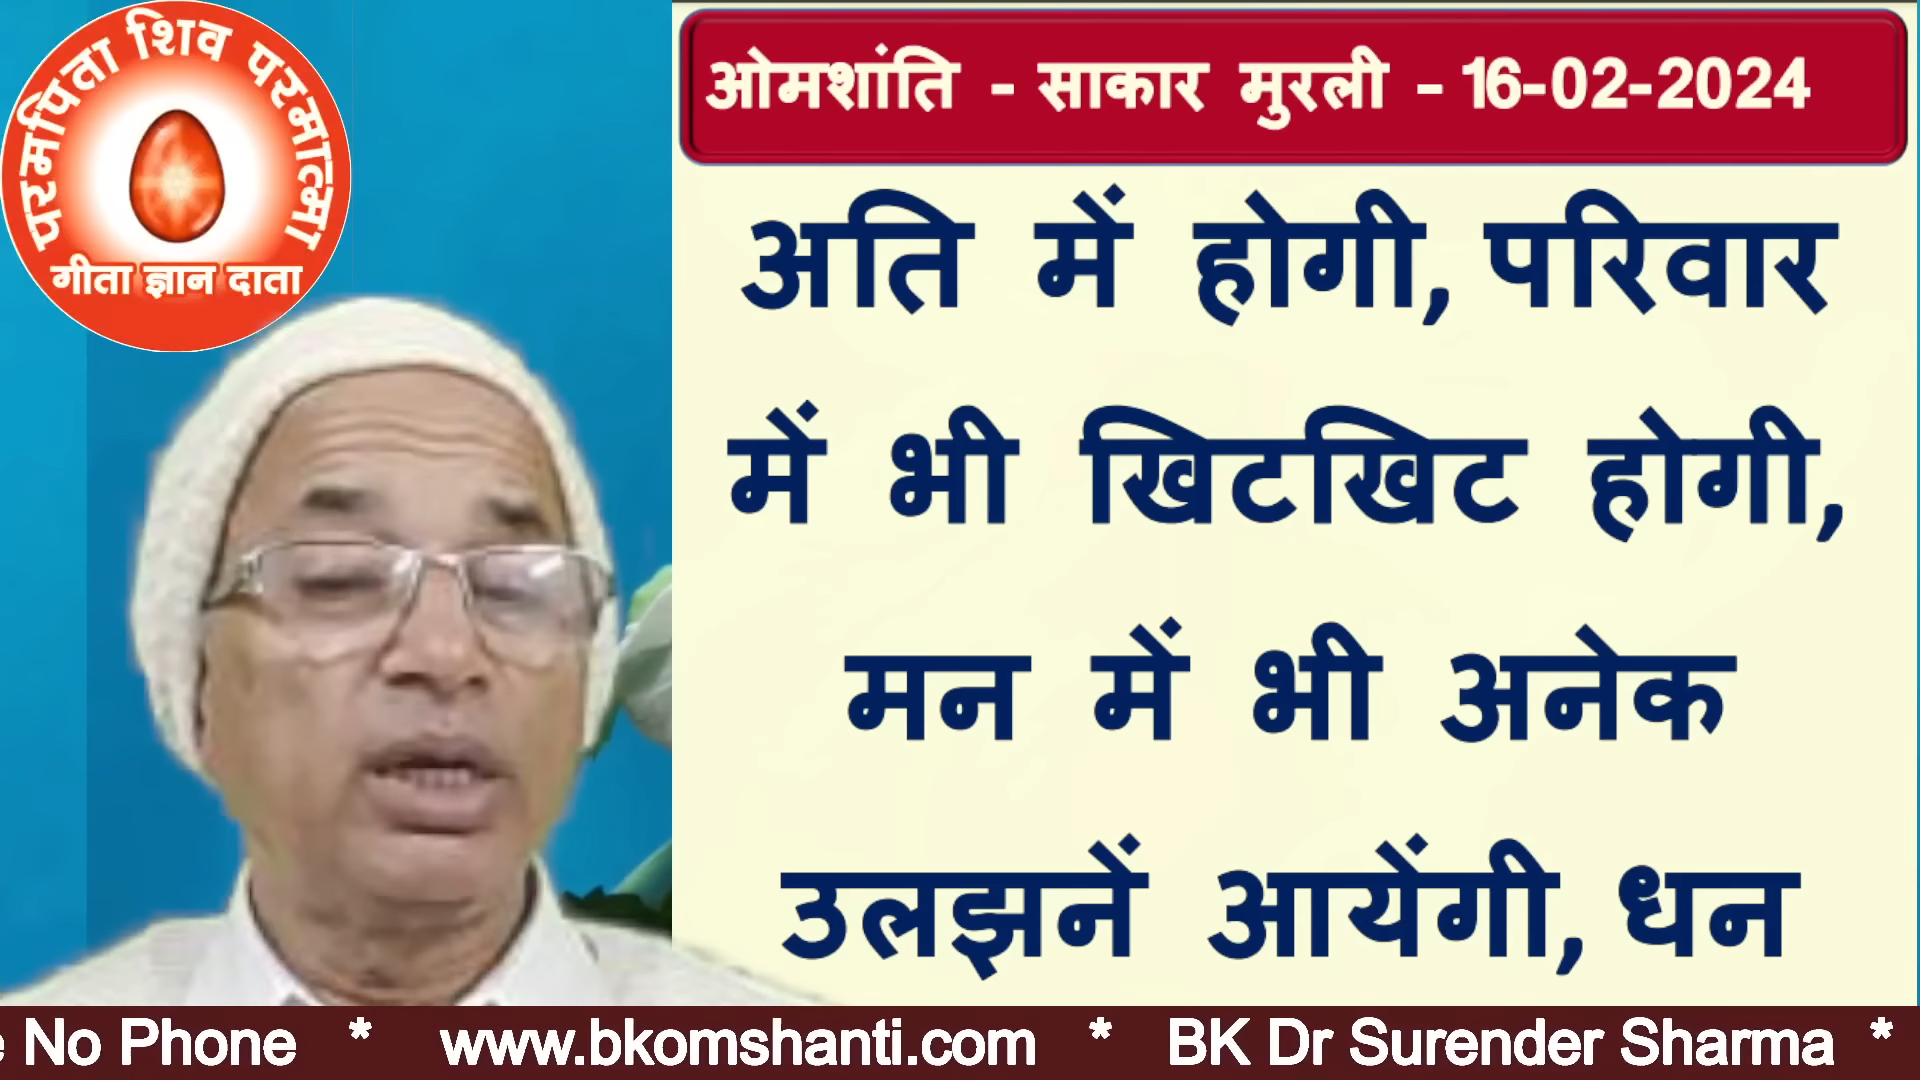 परमपिता शिव परमात्मा
गीता ज्ञान दाता
ओमशांति - साकार मुरली - 16-02-2024
अति में होगी, परिवार
में भी खिटखिट होगी,
मन में भी अनेक
उलझनें आयेंगी, धन
No Phone * www.bkomshanti.com * BK Dr Surender Sharma *